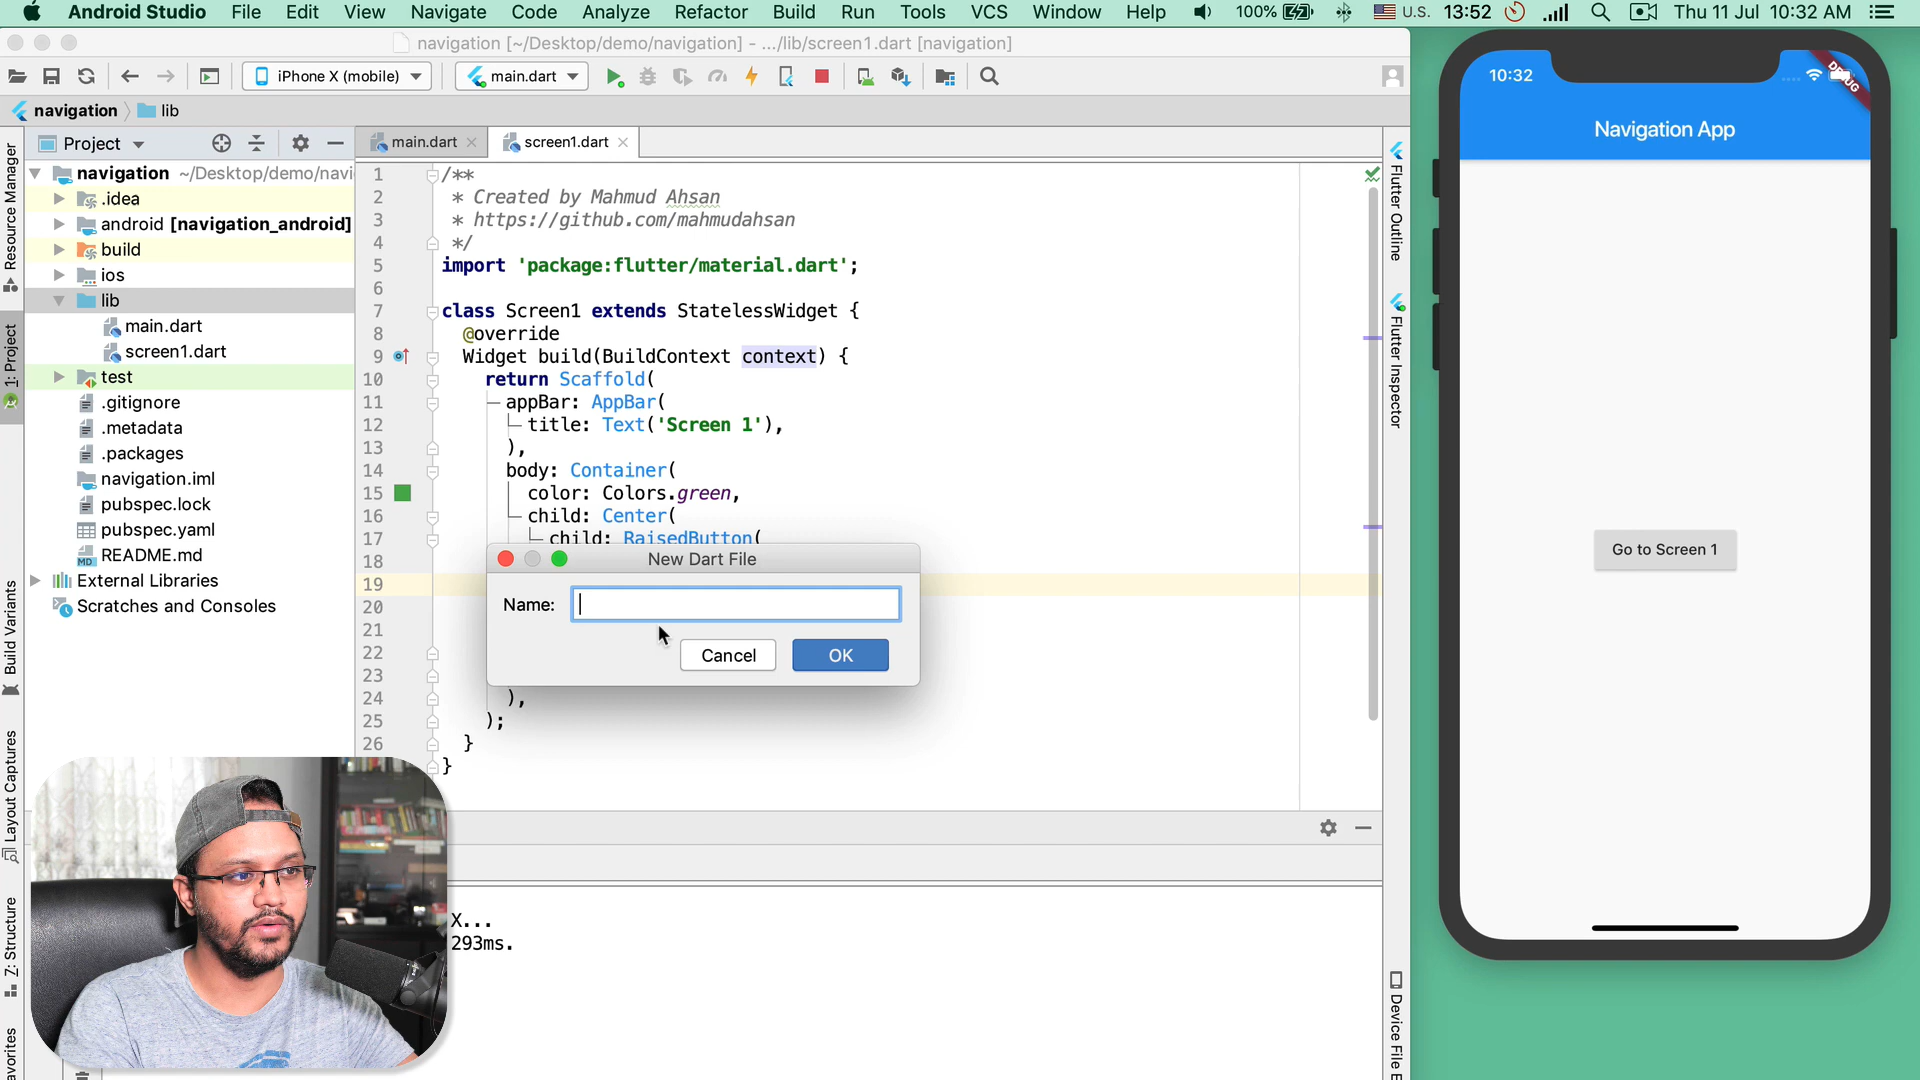 Android Studio File Edit View Navigate Code Analyze Refactor Build Run Tools VCS Window Help 100% U.S. 13:52 Thu 11 Jul 10:32 AM
navigation [~/Desktop/demo/navigation] - .../lib/screen1.dart [navigation]
iPhone X (mobile) main.dart
navigation lib
Project
main.dart
screen1.dart
Resource Manager
1: Project
Build Variants
Layout Captures
Z: Structure
navigation ~/Desktop/demo/navi
.idea
android [navigation_android]
build
ios
lib
main.dart
screen1.dart
test
.gitignore
.metadata
.packages
navigation.iml
pubspec.lock
pubspec.yaml
MD README.md
External Libraries
Scratches and Consoles
1 /**
2 * Created by Mahmud Ahsan
3 * https://github.com/mahmudahsan
4 */
5 import 'package:flutter/material.dart';
6
7 class Screen1 extends StatelessWidget {
8 @override
9 Widget build(BuildContext context) {
10 return Scaffold(
11 appBar: AppBar(
12 title: Text('Screen 1'),
13 ),
14 body: Container(
15 color: Colors.green,
16 child: Center(
17 child: RaisedButton(
18
19
20
21
22
23
24 ),
25 );
26 }
}
New Dart File
Name:
Cancel OK
X...
293ms.
Flutter Outline
Flutter Inspector
Device File E
10:32
DEBUG
Navigation App
Go to Screen 1